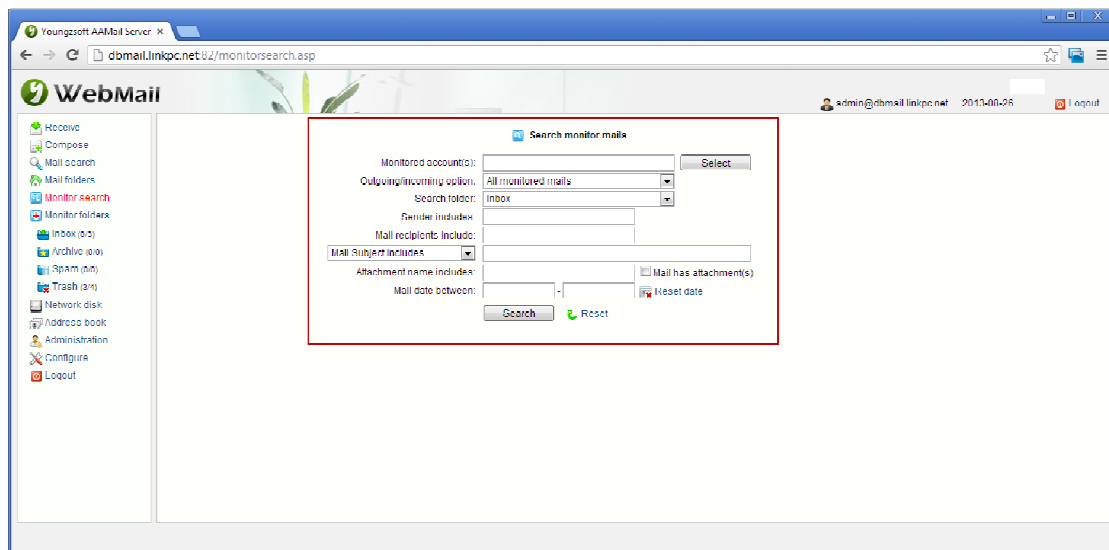 Youngzsoft AAMail Server
dbmail.linkpc.net:82/monitorsearch.asp
WebMail
admin@dbmail.linkpc.net
Logout
Receive
Compose
Mail search
Mail folders
Monitor search
Monitor folders
Inbox
Archive (0/0)
Spam (0/0)
Trash (3/4)
Network disk
Address book
Administration
Configure
Logout
Search monitor mails
Monitored account(s): Select
Outgoing/incoming option: All monitored mails
Search folder: Inbox
Sender includes:
Mail recipients include:
Mail Subject includes
Attachment name includes: Mail has attachment(s)
Mail date between: - Reset date
Search Reset